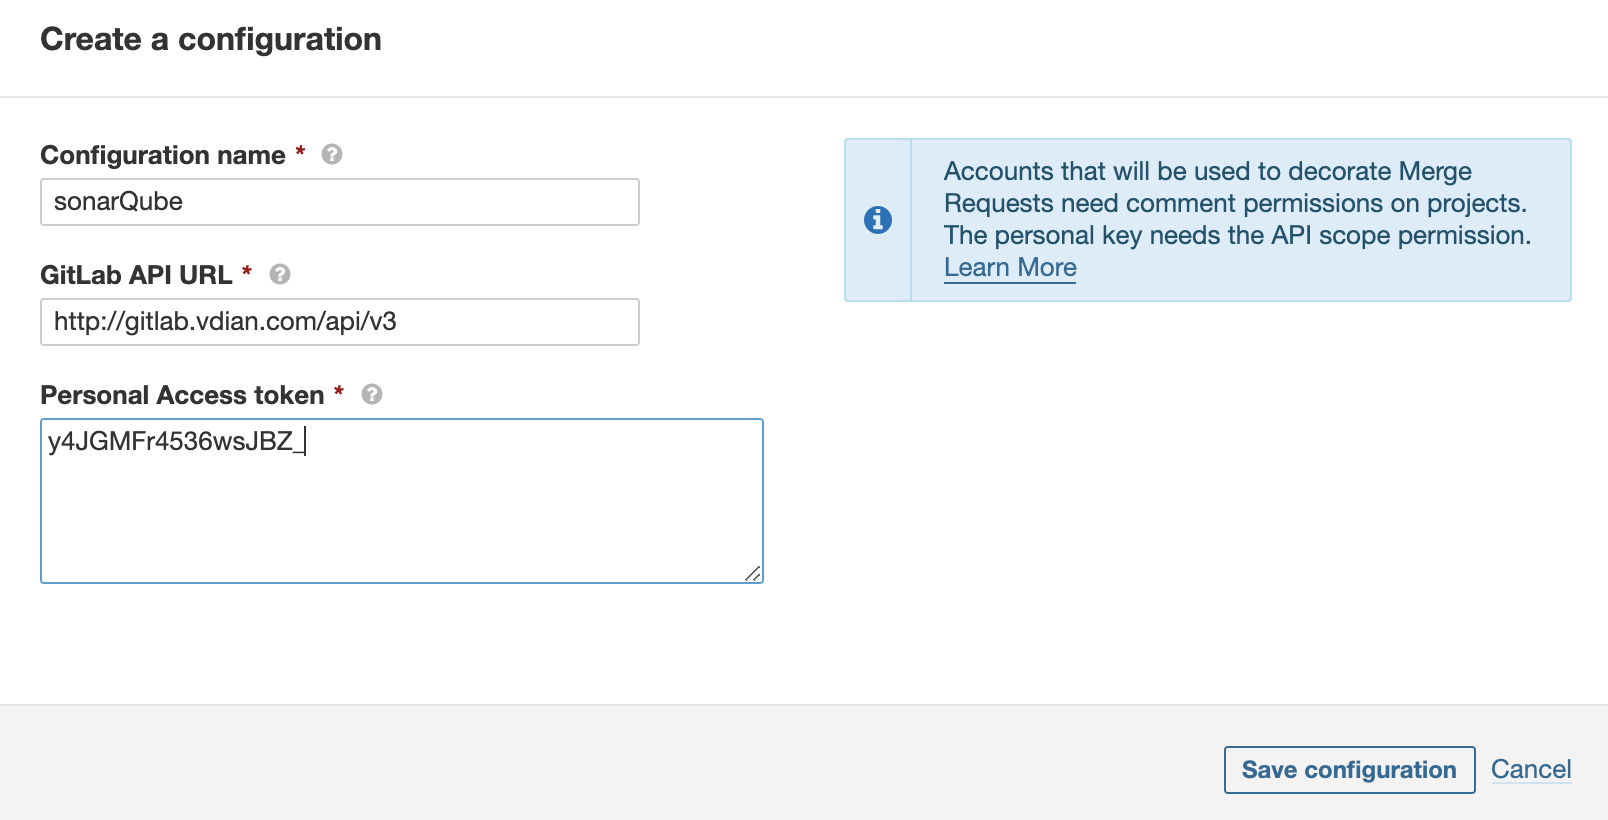 Create a configuration
Configuration name *
sonarQube
GitLab API URL *
http://gitlab.vdian.com/api/v3
Personal Access token *
y4JGMFr4536wsJBZ_
Accounts that will be used to decorate Merge
Requests need comment permissions on projects.
The personal key needs the API scope permission.
Learn More
Save configuration
Cancel